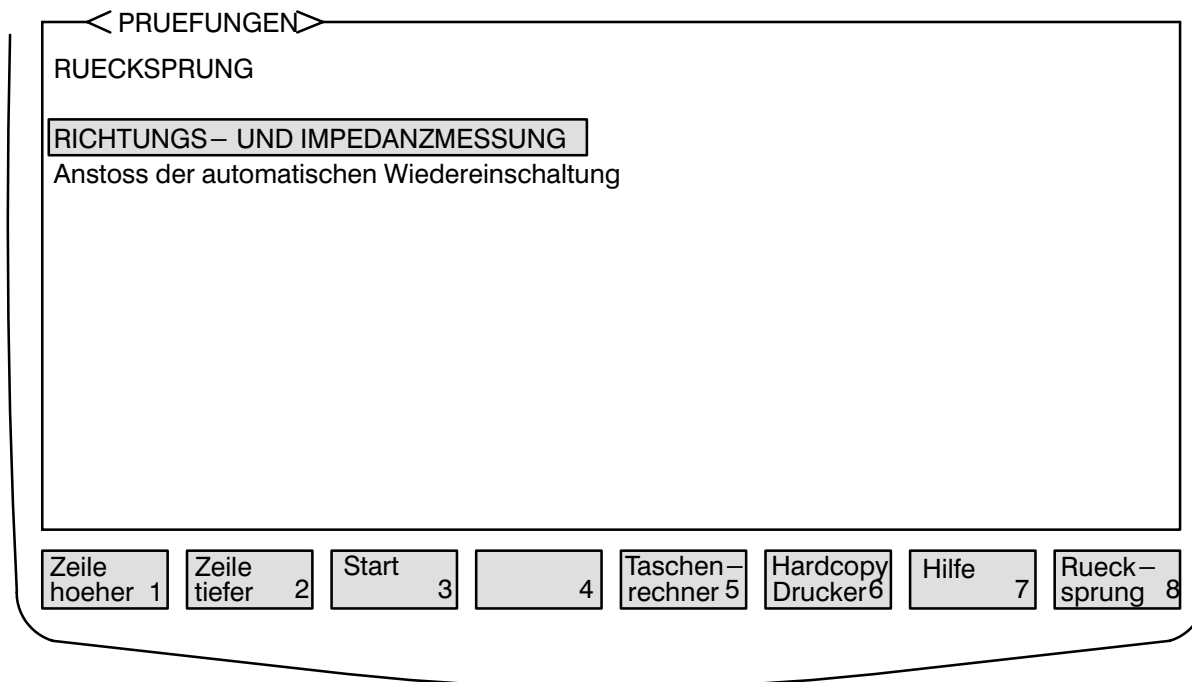 PRUEFUNGEN
RUECKSPRUNG
RICHTUNGS– UND IMPEDANZMESSUNG
Anstoss der automatischen Wiedereinschaltung
Zeile
hoeher 1
Zeile
tiefer 2
Start
3
4
Taschen–
rechner 5
Hardcopy
Drucker 6
Hilfe
7
Rueck–
sprung 8